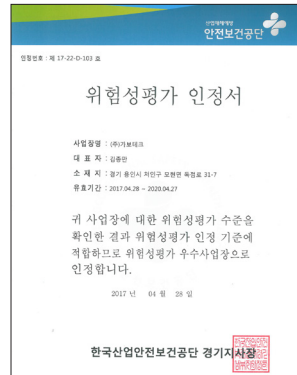 산업재해예방
안전보건공단
인정번호 : 제 17-22-D-103 호
위험성평가 인정서
사업장명 : (주)가보테크
대 표 자 : 김종만
소 재 지 : 경기 용인시 처인구 모현면 독점로 31-7
유효기간 : 2017.04.28 ~ 2020.04.27
귀 사업장에 대한 위험성평가 수준을
확인한 결과 위험성평가 인정 기준에
적합하므로 위험성평가 우수사업장으로
인정합니다.
2017 년 04 월 28 일
한국산업안전보건공단 경기지사장